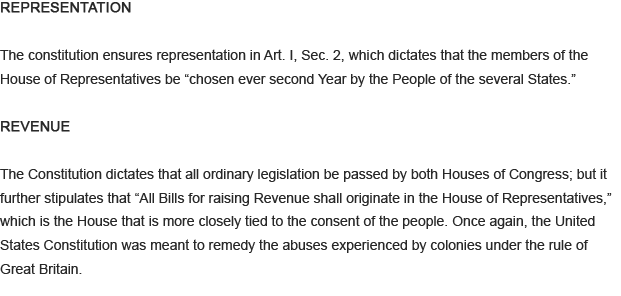 REPRESENTATION
The constitution ensures representation in Art. I, Sec. 2, which dictates that the members of the
House of Representatives be “chosen ever second Year by the People of the several States.”
REVENUE
The Constitution dictates that all ordinary legislation be passed by both Houses of Congress; but it
further stipulates that “All Bills for raising Revenue shall originate in the House of Representatives,”
which is the House that is more closely tied to the consent of the people. Once again, the United
States Constitution was meant to remedy the abuses experienced by colonies under the rule of
Great Britain.